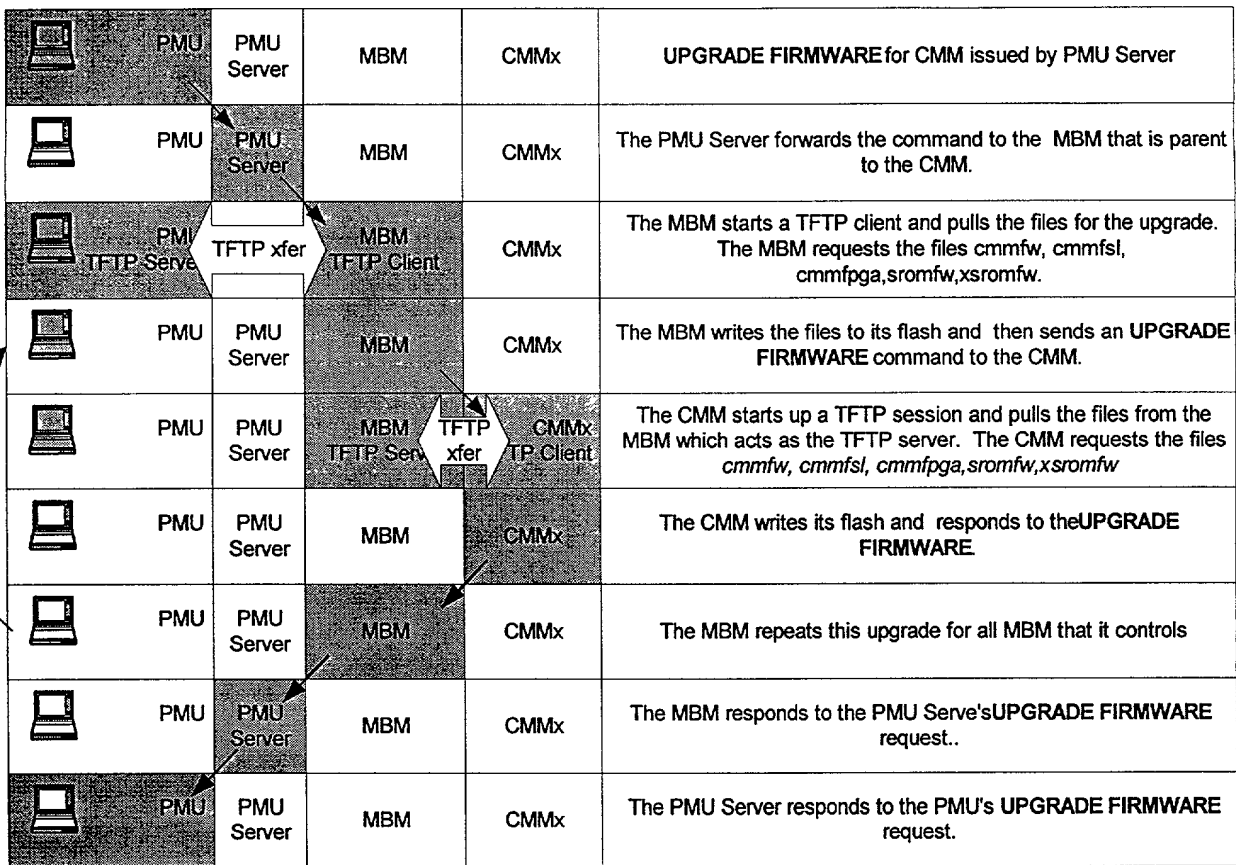 PMU
PMU
Server
MBM
CMMx
UPGRADE FIRMWARE for CMM issued by PMU Server
PMU
PMU
Server
MBM
CMMx
The PMU Server forwards the command to the MBM that is parent
to the CMM.
PMU
TFTP Server
TFTP xfer
MBM
TFTP Client
CMMx
The MBM starts a TFTP client and pulls the files for the upgrade.
The MBM requests the files cmmfw, cmmfsl,
cmmfpga,sromfw,xsromfw.
PMU
PMU
Server
MBM
CMMx
The MBM writes the files to its flash and then sends an UPGRADE
FIRMWARE command to the CMM.
PMU
PMU
Server
MBM
TFTP Serv
TFTP
xfer
CMMx
TP Client
The CMM starts up a TFTP session and pulls the files from the
MBM which acts as the TFTP server. The CMM requests the files
cmmfw, cmmfsl, cmmfpga,sromfw,xsromfw
PMU
PMU
Server
MBM
CMMx
The CMM writes its flash and responds to theUPGRADE
FIRMWARE.
PMU
PMU
Server
MBM
CMMx
The MBM repeats this upgrade for all MBM that it controls
PMU
PMU
Server
MBM
CMMx
The MBM responds to the PMU Serve'sUPGRADE FIRMWARE
request..
PMU
PMU
Server
MBM
CMMx
The PMU Server responds to the PMU's UPGRADE FIRMWARE
request.